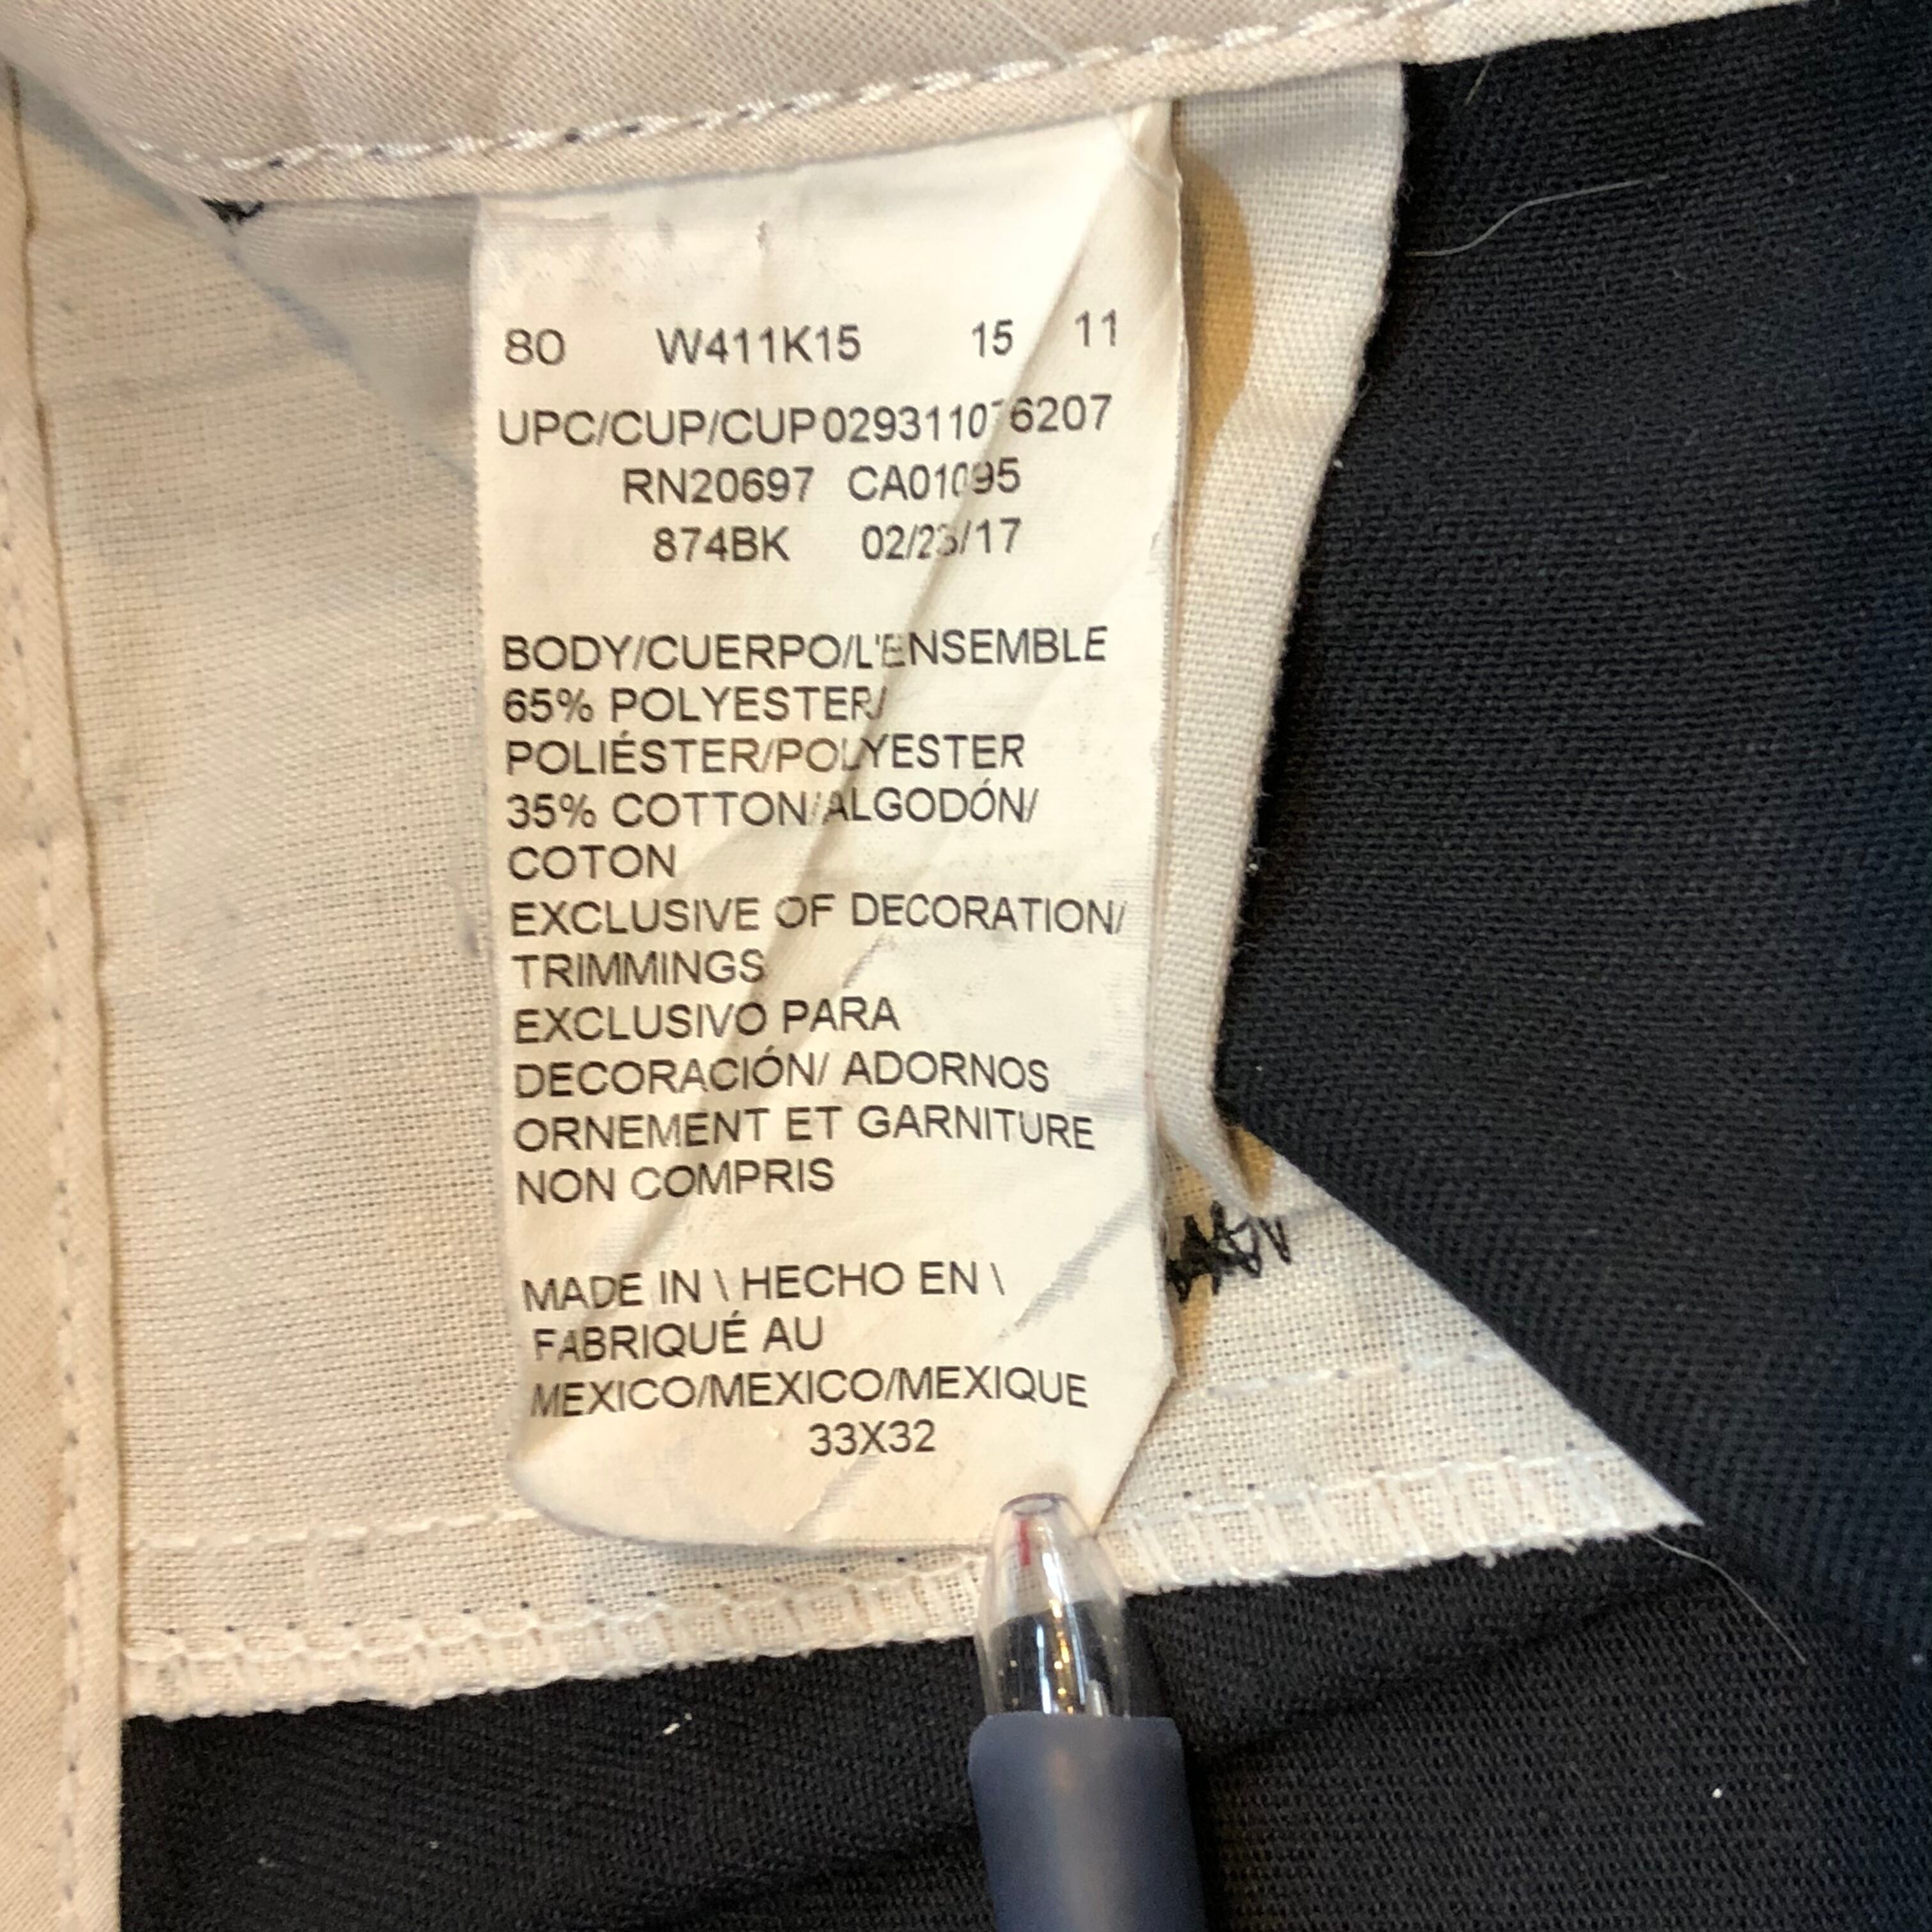 80 W411K15 15 11
UPC/CUP/CUP 029311076207
RN20697 CA01095
874BK 02/23/17
BODY/CUERPO/L'ENSEMBLE
65% POLYESTER/
POLIÉSTER/POLYESTER
35% COTTON/ALGODÓN/
COTON
EXCLUSIVE OF DECORATION/
TRIMMINGS
EXCLUSIVO PARA
DECORACIÓN/ ADORNOS
ORNEMENT ET GARNITURE
NON COMPRIS
MADE IN \ HECHO EN \
FABRIQUÉ AU
MEXICO/MEXICO/MEXIQUE
33X32